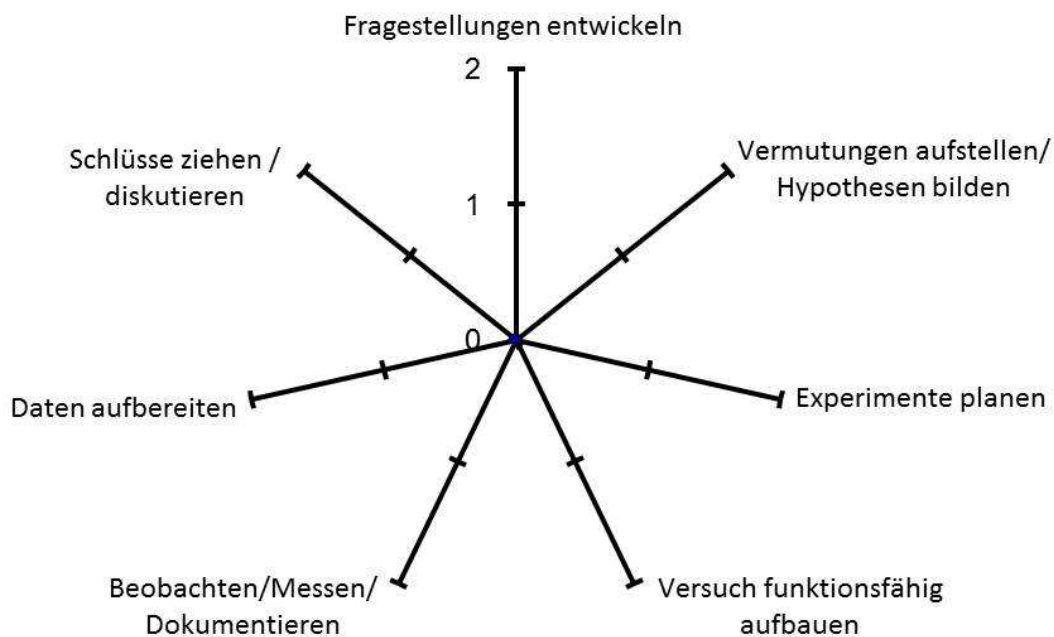 Fragestellungen entwickeln
2
Vermutungen aufstellen/
Hypothesen bilden
Schlüsse ziehen /
diskutieren
1
0
Experimente planen
Daten aufbereiten
Beobachten/Messen/
Dokumentieren
Versuch funktionsfähig
aufbauen